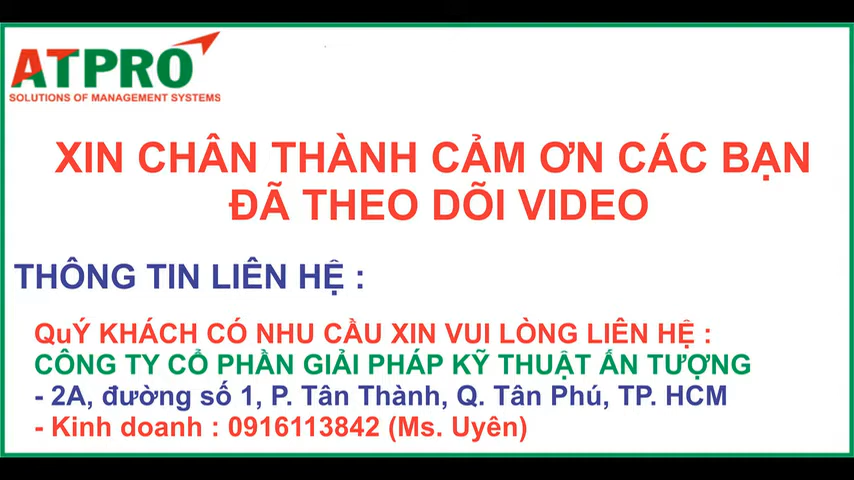 ATPRO
SOLUTIONS OF MANAGEMENT SYSTEMS
XIN CHÂN THÀNH CẢM ƠN CÁC BẠN
ĐÃ THEO DÕI VIDEO
THÔNG TIN LIÊN HỆ :
QuÝ KHÁCH CÓ NHU CẦU XIN VUI LÒNG LIÊN HỆ :
CÔNG TY CỔ PHẦN GIẢI PHÁP KỸ THUẬT ẤN TƯỢNG
- 2A, đường số 1, P. Tân Thành, Q. Tân Phú, TP. HCM
- Kinh doanh : 0916113842 (Ms. Uyên)